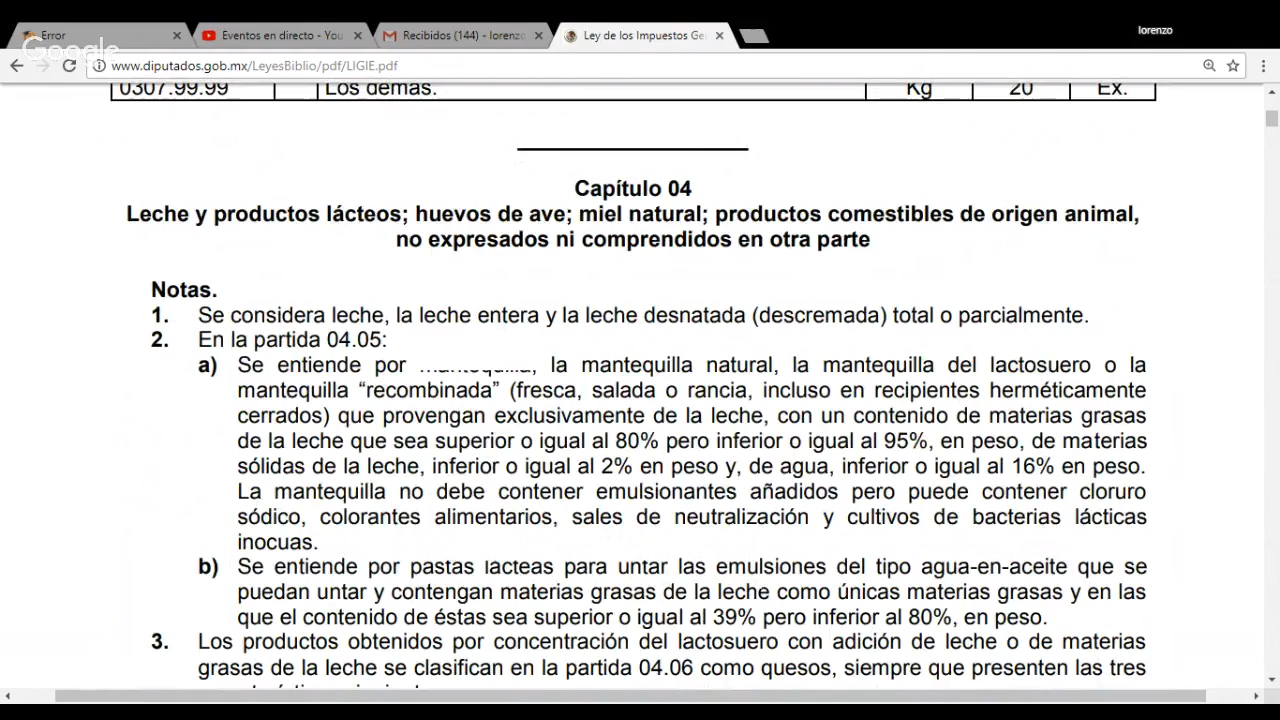 lorenzo
Error
Eventos en directo - You
Recibidos (144) - lorenzo
Ley de los Impuestos Ge
Google
www.diputados.gob.mx/LeyesBiblio/pdf/LIGIE.pdf
0307.99.99 Los demás. Kg 20 Ex.
Capítulo 04
Leche y productos lácteos; huevos de ave; miel natural; productos comestibles de origen animal,
no expresados ni comprendidos en otra parte
Notas.
1. Se considera leche, la leche entera y la leche desnatada (descremada) total o parcialmente.
2. En la partida 04.05:
a) Se entiende por mantequilla, la mantequilla natural, la mantequilla del lactosuero o la
mantequilla “recombinada” (fresca, salada o rancia, incluso en recipientes herméticamente
cerrados) que provengan exclusivamente de la leche, con un contenido de materias grasas
de la leche que sea superior o igual al 80% pero inferior o igual al 95%, en peso, de materias
sólidas de la leche, inferior o igual al 2% en peso y, de agua, inferior o igual al 16% en peso.
La mantequilla no debe contener emulsionantes añadidos pero puede contener cloruro
sódico, colorantes alimentarios, sales de neutralización y cultivos de bacterias lácticas
inocuas.
b) Se entiende por pastas lácteas para untar las emulsiones del tipo agua-en-aceite que se
puedan untar y contengan materias grasas de la leche como únicas materias grasas y en las
que el contenido de éstas sea superior o igual al 39% pero inferior al 80%, en peso.
3. Los productos obtenidos por concentración del lactosuero con adición de leche o de materias
grasas de la leche se clasifican en la partida 04.06 como quesos, siempre que presenten las tres